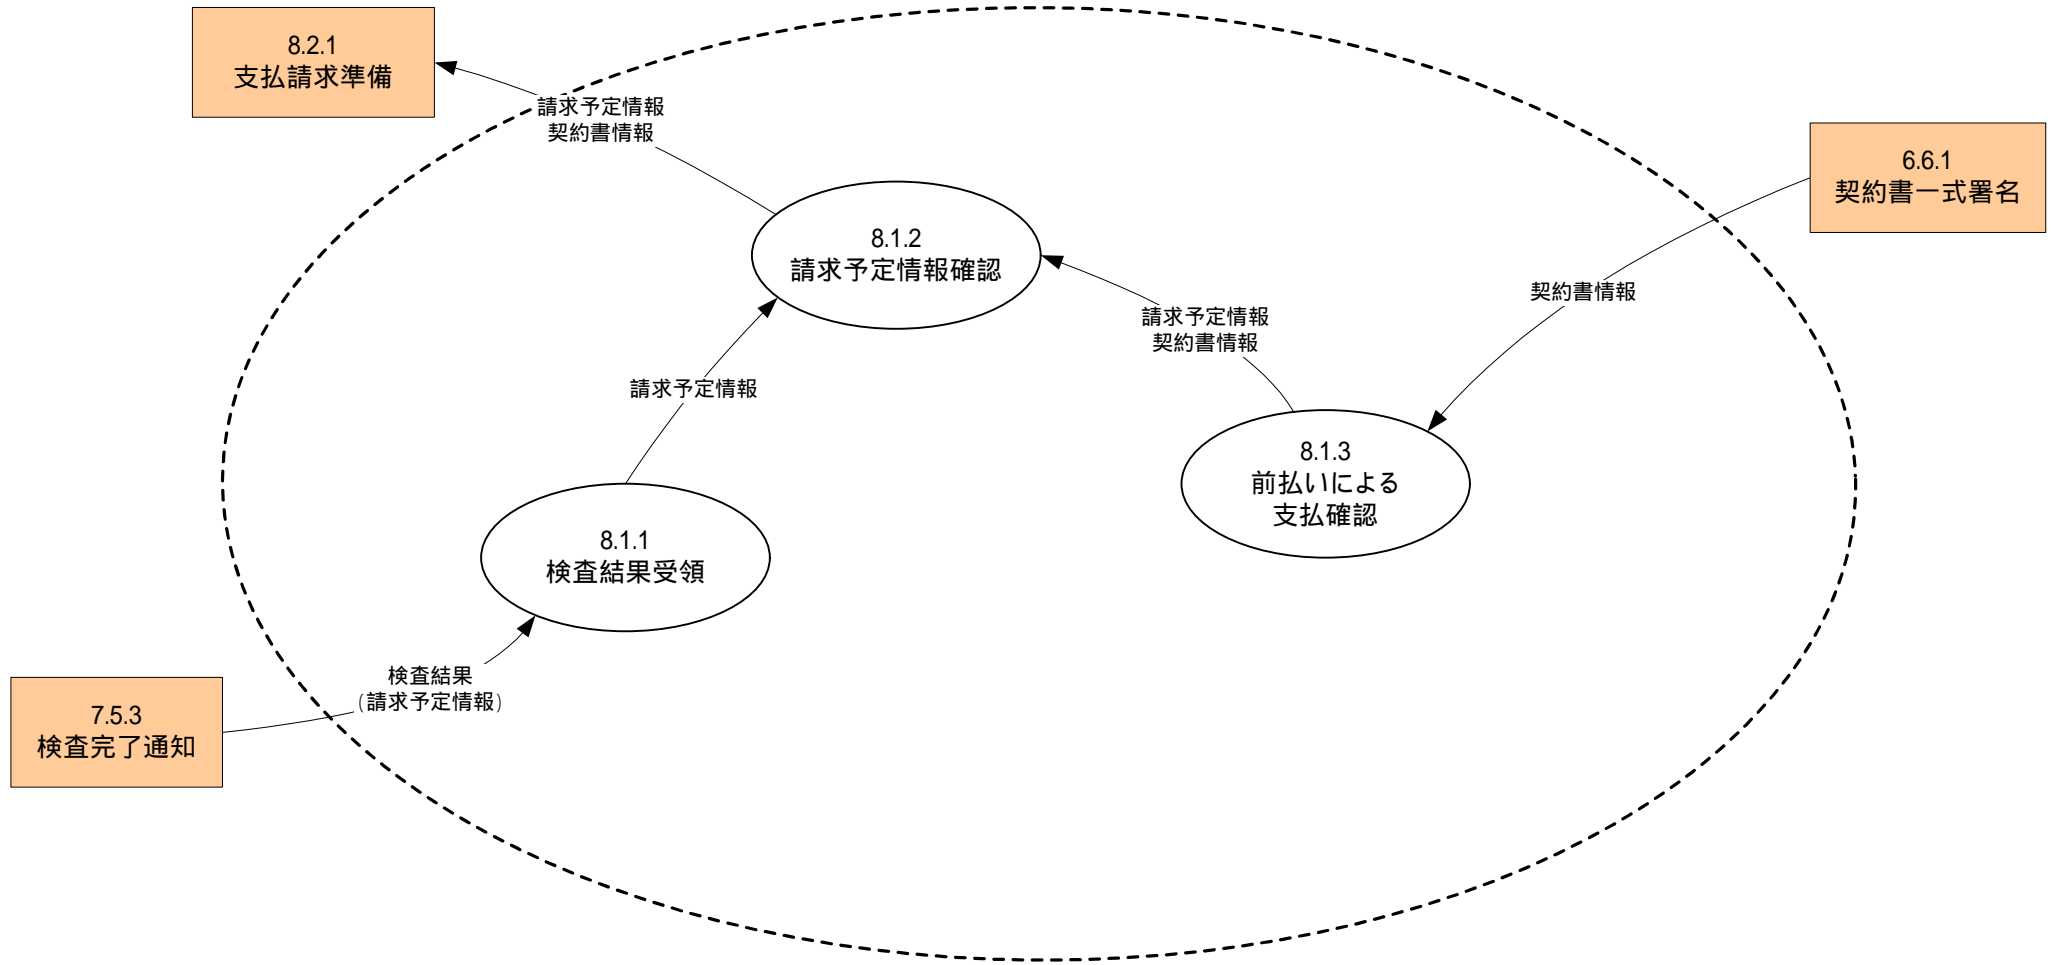 8.2.1
支払請求準備
請求予定情報
契約書情報
6.6.1
契約書一式署名
8.1.2
請求予定情報確認
契約書情報
請求予定情報
契約書情報
請求予定情報
8.1.3
前払いによる
支払確認
8.1.1
検査結果受領
検査結果
(請求予定情報)
7.5.3
検査完了通知